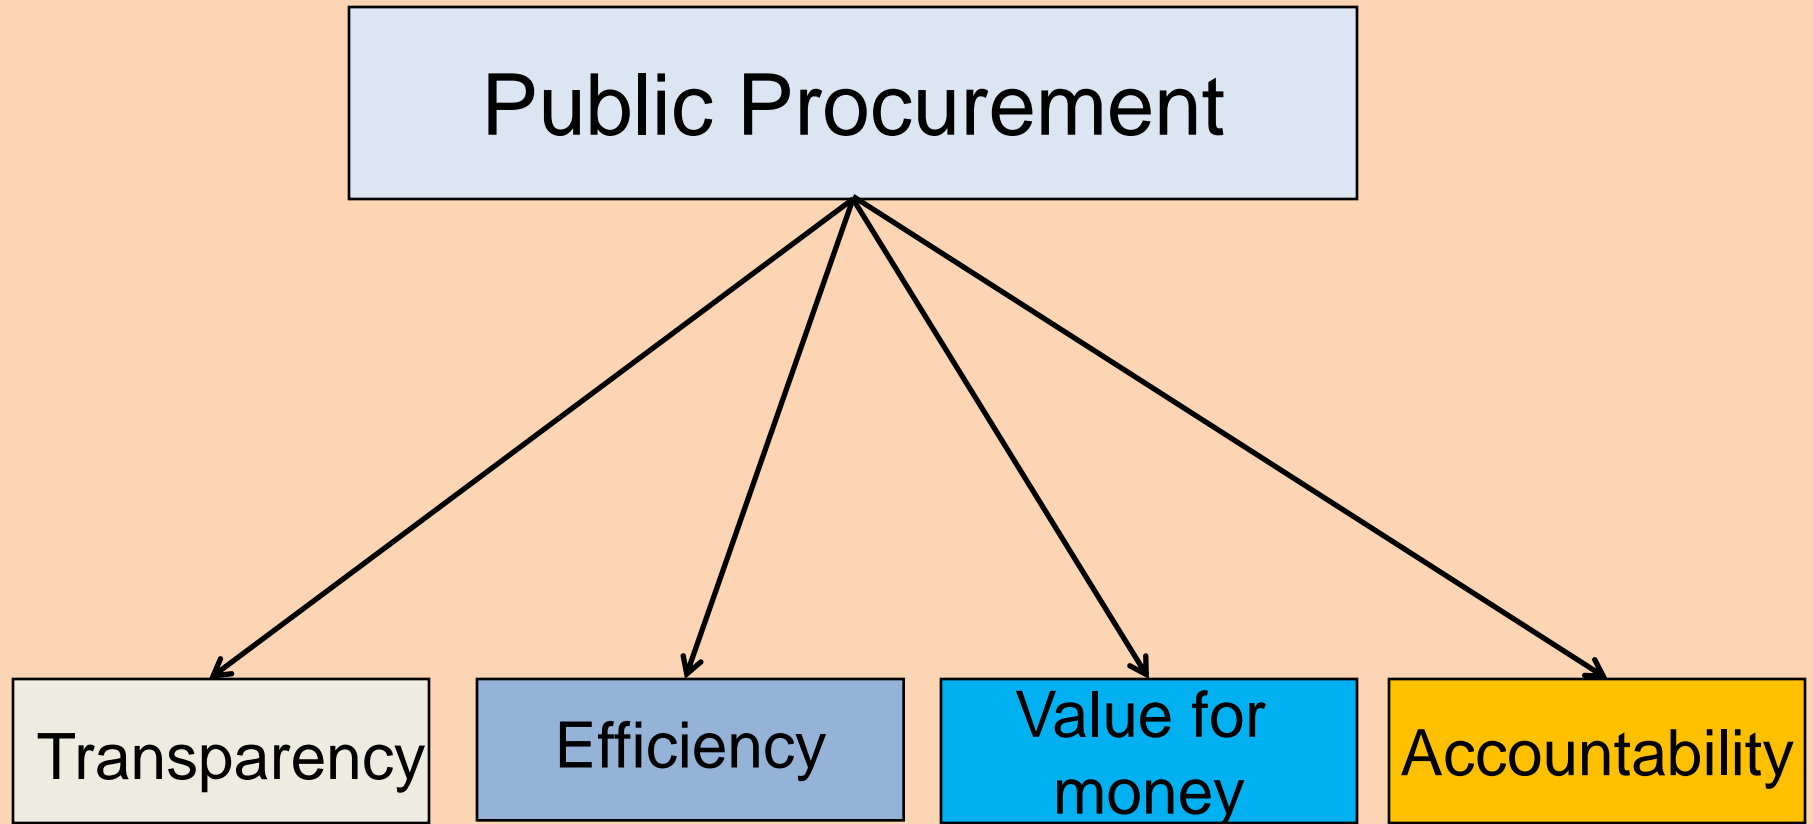 Public Procurement
Transparency
Efficiency
Value for
money
Accountability